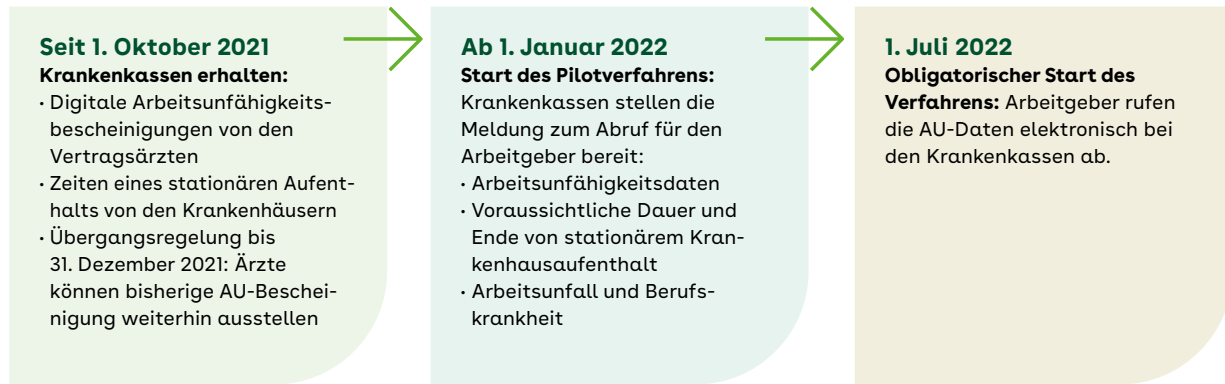 Seit 1. Oktober 2021
Krankenkassen erhalten:
· Digitale Arbeitsunfähigkeits-
bescheinigungen von den
Vertragsärzten
· Zeiten eines stationären Aufent-
halts von den Krankenhäusern
· Übergangsregelung bis
31. Dezember 2021: Ärzte
können bisherige AU-Beschei-
nigung weiterhin ausstellen
Ab 1. Januar 2022
Start des Pilotverfahrens:
Krankenkassen stellen die
Meldung zum Abruf für den
Arbeitgeber bereit:
· Arbeitsunfähigkeitsdaten
· Voraussichtliche Dauer und
Ende von stationärem Kran-
kenhausaufenthalt
· Arbeitsunfall und Berufs-
krankheit
1. Juli 2022
Obligatorischer Start des
Verfahrens: Arbeitgeber rufen
die AU-Daten elektronisch bei
den Krankenkassen ab.